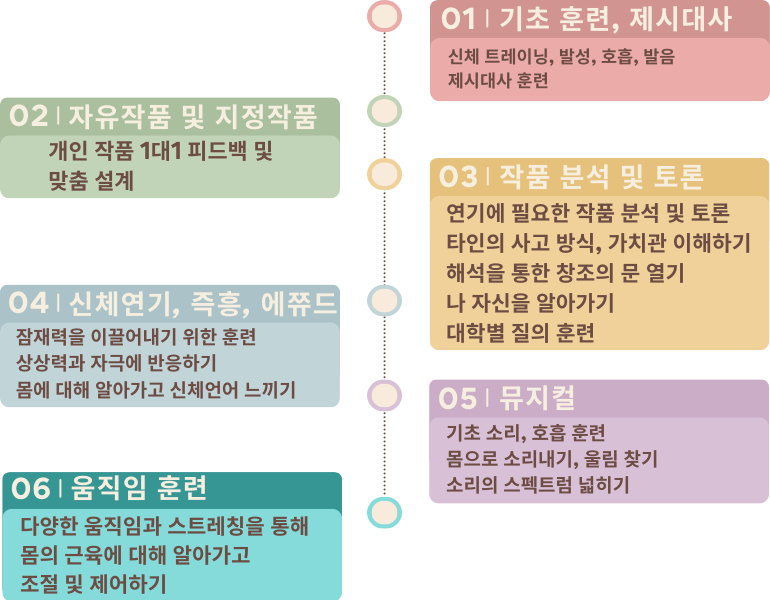 01 | 기초 훈련, 제시대사
신체 트레이닝, 발성, 호흡, 발음
제시대사 훈련
02 | 자유작품 및 지정작품
개인 작품 1대1 피드백 및
맞춤 설계
03 | 작품 분석 및 토론
연기에 필요한 작품 분석 및 토론
타인의 사고 방식, 가치관 이해하기
해석을 통한 창조의 문 열기
나 자신을 알아가기
대학별 질의 훈련
04 | 신체연기, 즉흥, 에쮸드
잠재력을 이끌어내기 위한 훈련
상상력과 자극에 반응하기
몸에 대해 알아가고 신체언어 느끼기
05 | 뮤지컬
기초 소리, 호흡 훈련
몸으로 소리내기, 울림 찾기
소리의 스펙트럼 넓히기
06 | 움직임 훈련
다양한 움직임과 스트레칭을 통해
몸의 근육에 대해 알아가고
조절 및 제어하기